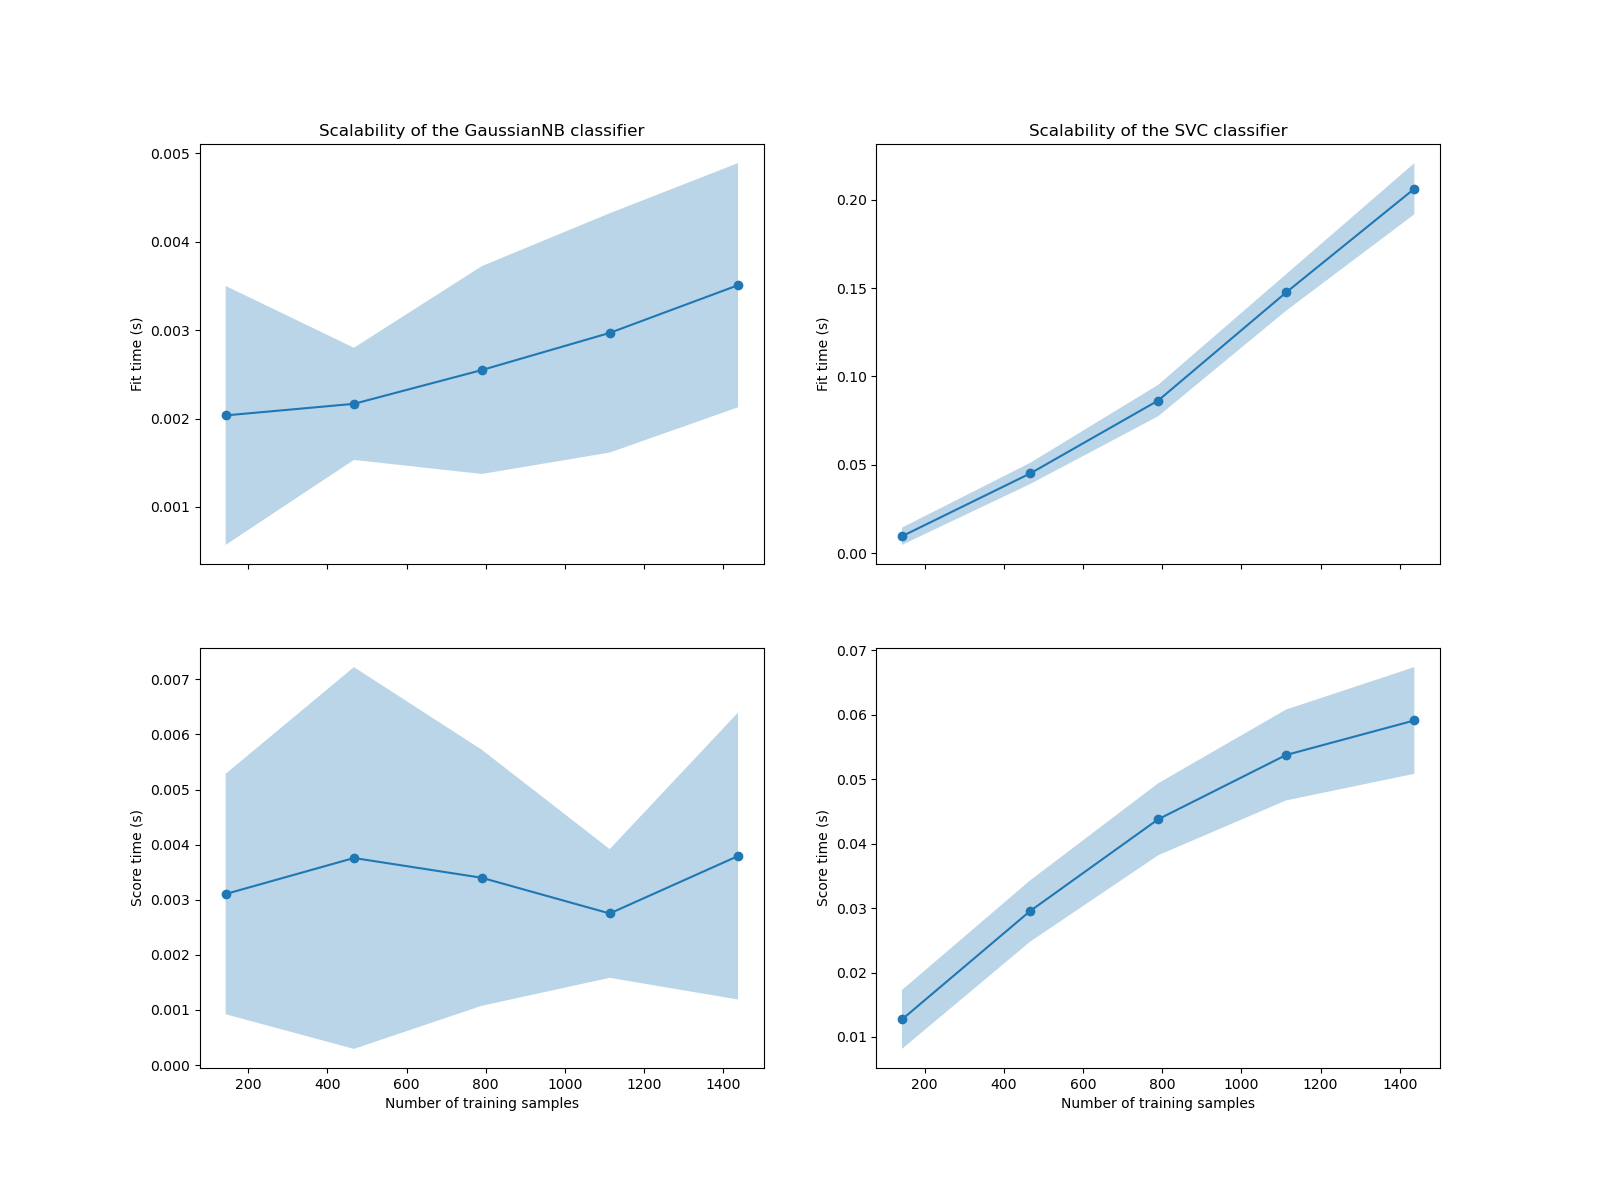 Scalability of the GaussianNB classifier
0.005
0.004
0.003
0.002
0.001
Fit time (s)
Scalability of the SVC classifier
0.20
0.15
0.10
0.05
0.00
Fit time (s)
0.007
0.006
0.005
0.004
0.003
0.002
0.001
0.000
Score time (s)
200 400 600 800 1000 1200 1400
Number of training samples
0.07
0.06
0.05
0.04
0.03
0.02
0.01
Score time (s)
200 400 600 800 1000 1200 1400
Number of training samples